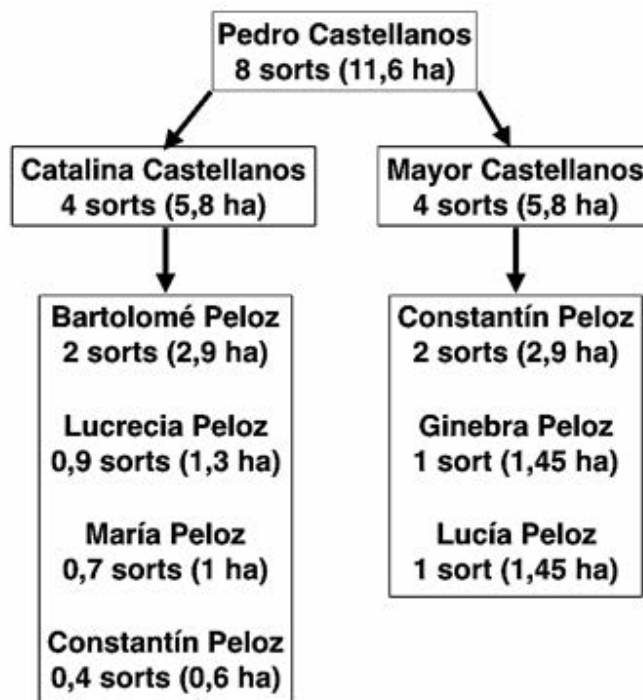 Pedro Castellanos
8 sorts (11,6 ha)
Catalina Castellanos
4 sorts (5,8 ha)
Mayor Castellanos
4 sorts (5,8 ha)
Bartolomé Peloz
2 sorts (2,9 ha)
Lucrecia Peloz
0,9 sorts (1,3 ha)
María Peloz
0,7 sorts (1 ha)
Constantín Peloz
0,4 sorts (0,6 ha)
Constantín Peloz
2 sorts (2,9 ha)
Ginebra Peloz
1 sort (1,45 ha)
Lucía Peloz
1 sort (1,45 ha)